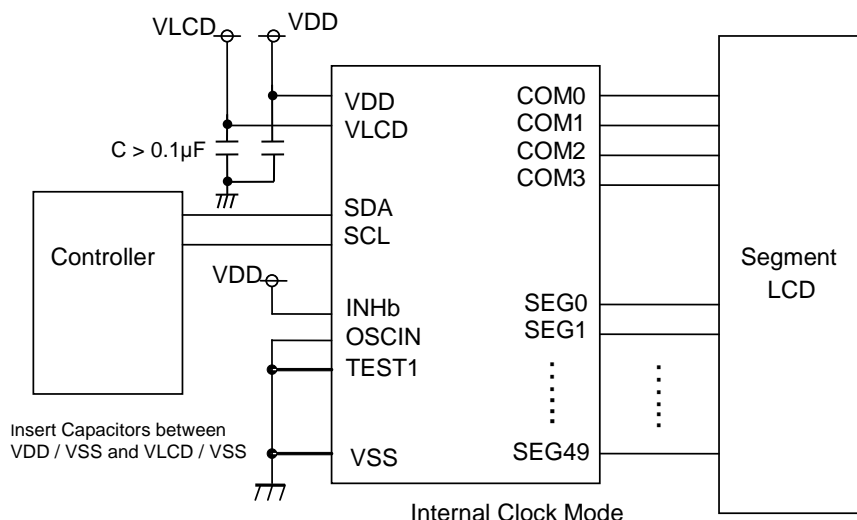 VLCD
VDD
VDD
VLCD
C > 0.1µF
COM0
COM1
COM2
COM3
SDA
SCL
Controller
VDD
INHb
OSCIN
TEST1
SEG0
SEG1
Segment
LCD
Insert Capacitors between
VDD / VSS and VLCD / VSS
VSS
SEG49
Internal Clock Mode